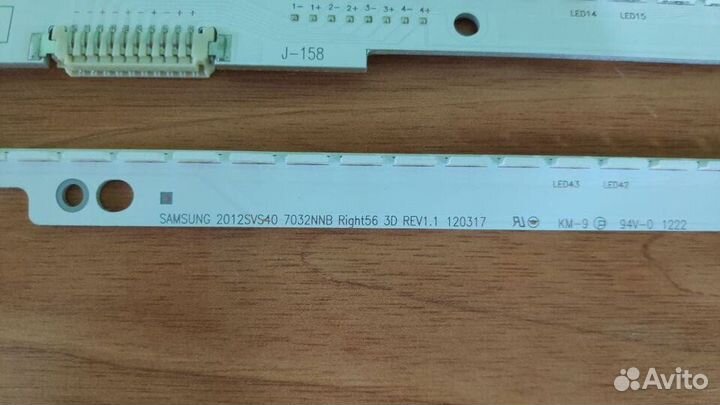 1- 1+ 2- 2+ 3- 3+ 4- 4+
LED14 LED15
J-158
LED43 LED42
SAMSUNG 2012SVS40 7032NNB Right56 3D REV1.1 120317
KM-9 94V-0 1222
Avito